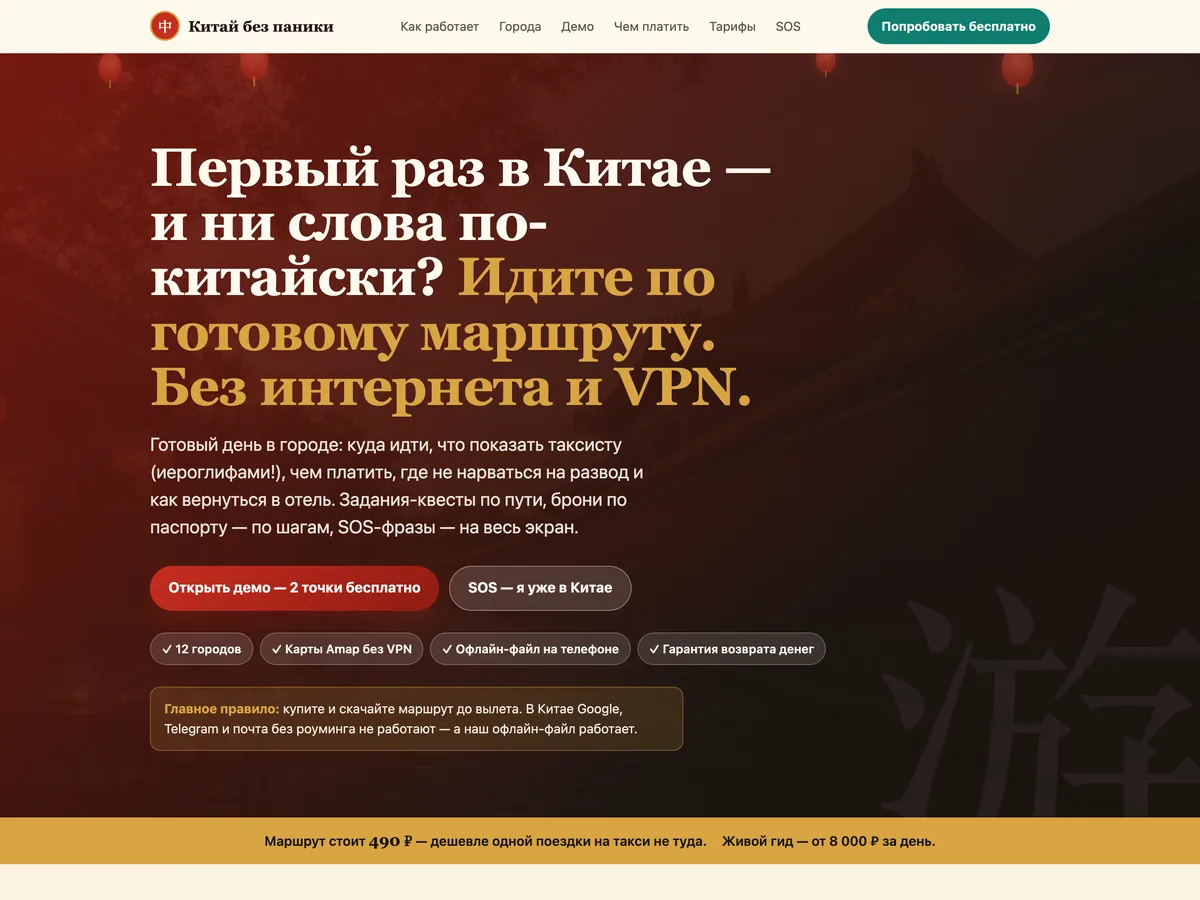 中 Китай без паники
Как работает Города Демо Чем платить Тарифы SOS
Попробовать бесплатно
Первый раз в Китае —
и ни слова по-
китайски? Идите по
готовому маршруту.
Без интернета и VPN.
Готовый день в городе: куда идти, что показать таксисту
(иероглифами!), чем платить, где не нарваться на развод и
как вернуться в отель. Задания-квесты по пути, брони по
паспорту — по шагам, SOS-фразы — на весь экран.
Открыть демо — 2 точки бесплатно
SOS — я уже в Китае
✓ 12 городов ✓ Карты Amap без VPN ✓ Офлайн-файл на телефоне ✓ Гарантия возврата денег
Главное правило: купите и скачайте маршрут до вылета. В Китае Google,
Telegram и почта без роуминга не работают — а наш офлайн-файл работает.
游
Маршрут стоит 490 ₽ — дешевле одной поездки на такси не туда. Живой гид — от 8 000 ₽ за день.